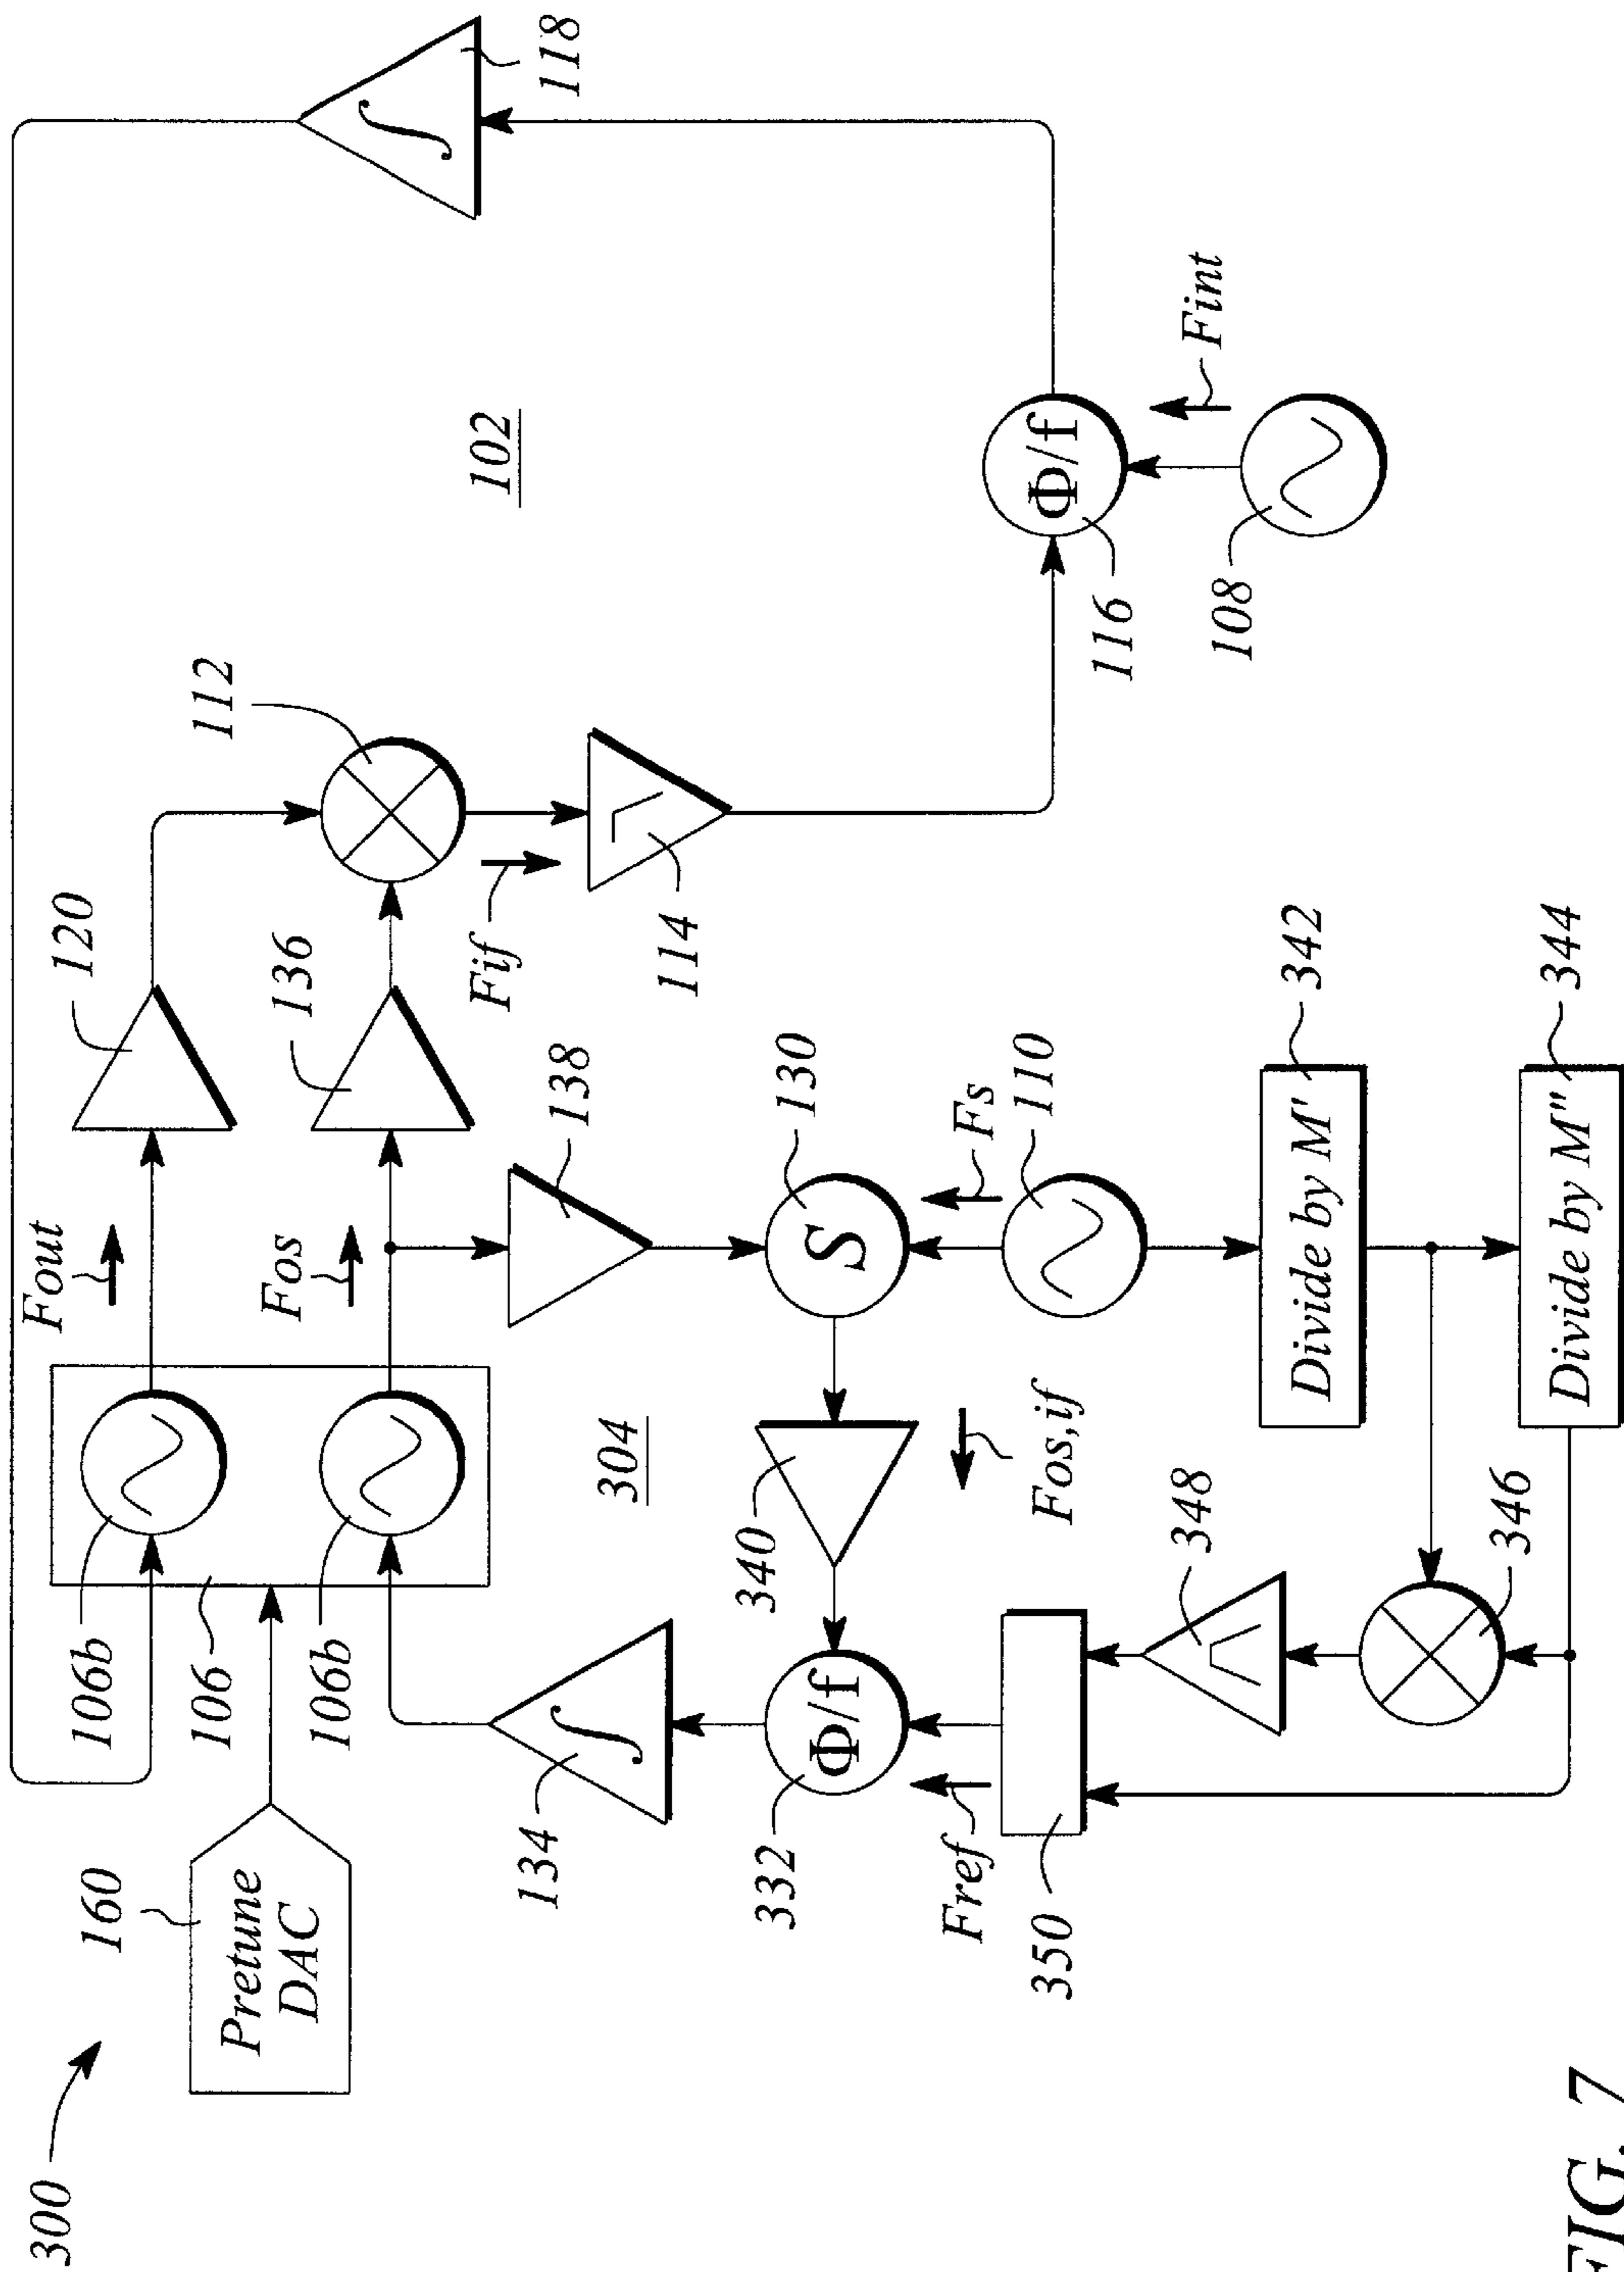 300
160
Pretune
DAC
106b
106
106b
Fout
120
Fos
136
112
118
102
Fif
114
134
304
138
340
332
130
Fos,if
Fs
110
116
Φ/f
Fint
108
∫
∫
Φ/f
S
Fref
350
348
346
Divide by M'
342
Divide by M"
344
FIG. 7